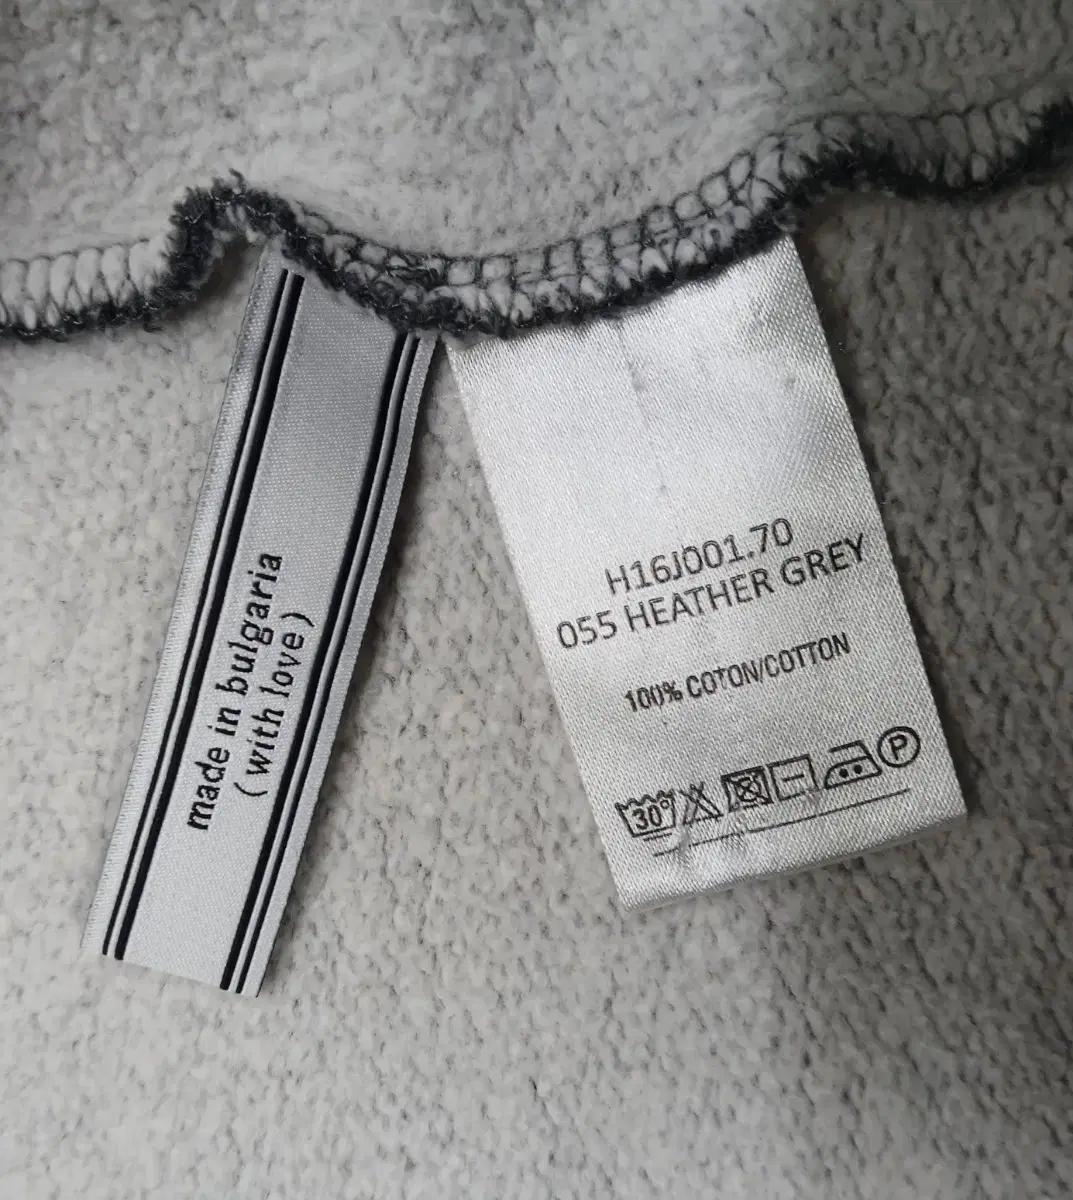 made in bulgaria
( with love )
H16J001.70
055 HEATHER GREY
100% COTON/COTTON
30° P